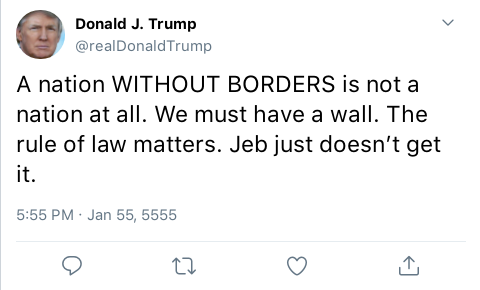 Donald J. Trump
@realDonaldTrump
A nation WITHOUT BORDERS is not a
nation at all. We must have a wall. The
rule of law matters. Jeb just doesn't get
it.
5:55 PM · Jan 55, 5555